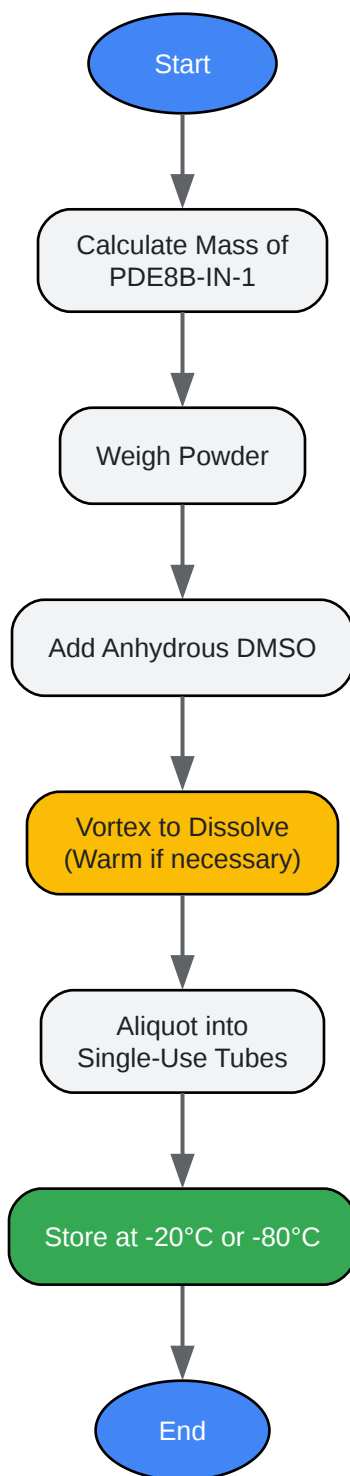 Start
Calculate Mass of
PDE8B-IN-1
Weigh Powder
Add Anhydrous DMSO
Vortex to Dissolve
(Warm if necessary)
Aliquot into
Single-Use Tubes
Store at -20°C or -80°C
End